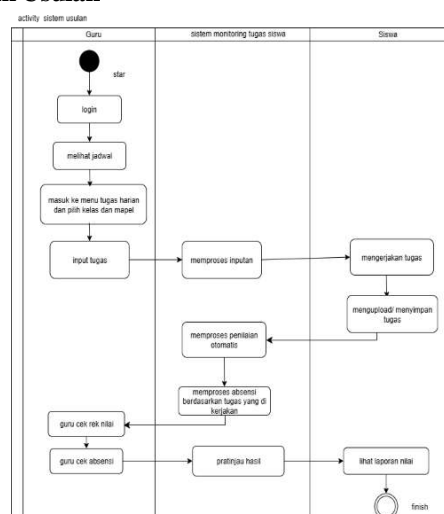 activity sistem usulan
Guru
sistem monitoring tugas siswa
Siswa
star
login
melihat jadwal
masuk ke menu tugas harian
dan pilih kelas dan mapel
input tugas
memproses inputan
mengerjakan tugas
mengupload/ menyimpan
tugas
memproses penilaian
otomatis
memproses absensi
berdasarkan tugas yang di
kerjakan
guru cek rek nilai
guru cek absensi
pratinjau hasil
lihat laporan nilai
finish